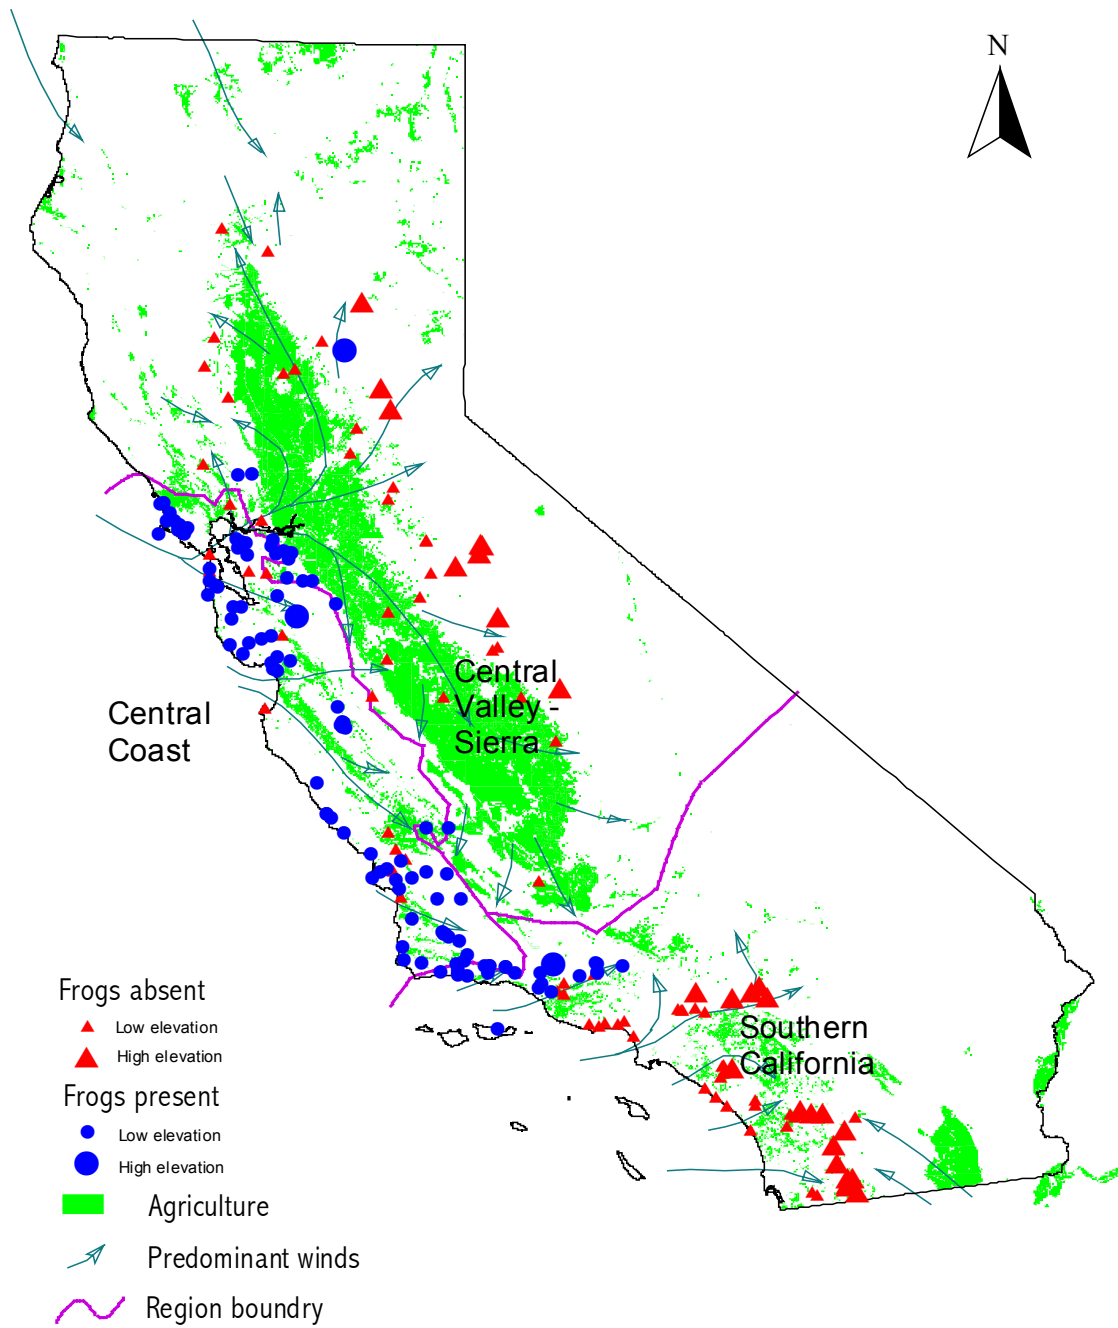 N
Central
Valley -
Sierra
Central
Coast
Southern
California
Frogs absent
Low elevation
High elevation
Frogs present
Low elevation
High elevation
Agriculture
Predominant winds
Region boundry